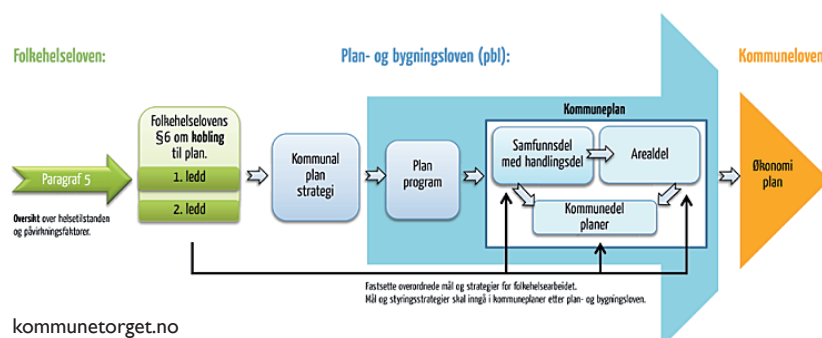 Folkehelseloven:
Plan- og bygningsloven (pbl):
Kommuneloven
Folkehelselovens
§6 om kobling
til plan.
1. ledd
2. ledd
Paragraf 5
Oversikt over helsetilstanden
og påvirkningsfaktorer.
Kommunal
plan
strategi
Plan
program
Kommuneplan
Samfunnsdel
med handlingsdel
Arealdel
Kommunedel
planer
Økonomi
plan
Fastsette overordnede mål og strategier for folkehelsearbeidet.
Mål og styringsstrategier skal inngå i kommuneplaner etter plan- og bygningsloven.
kommunetorget.no